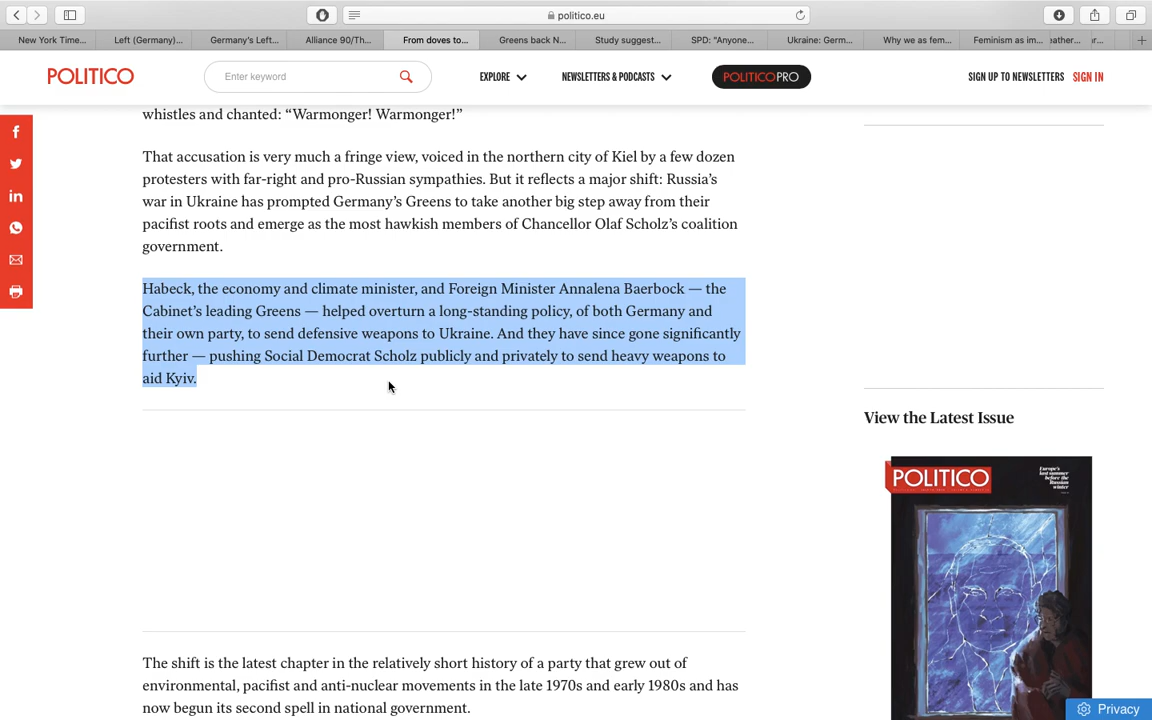 politico.eu
New York Time...
Left (Germany)...
Germany's Left...
Alliance 90/Th...
From doves to...
Greens back N...
Study suggest...
SPD: "Anyone...
Ukraine: Germ...
Why we as fem...
Feminism as im...
eather...
r...
POLITICO
Enter keyword
EXPLORE
NEWSLETTERS & PODCASTS
POLITICOPRO
SIGN UP TO NEWSLETTERS
SIGN IN
whistles and chanted: “Warmonger! Warmonger!”
That accusation is very much a fringe view, voiced in the northern city of Kiel by a few dozen
protesters with far-right and pro-Russian sympathies. But it reflects a major shift: Russia’s
war in Ukraine has prompted Germany’s Greens to take another big step away from their
pacifist roots and emerge as the most hawkish members of Chancellor Olaf Scholz’s coalition
government.
Habeck, the economy and climate minister, and Foreign Minister Annalena Baerbock — the
Cabinet’s leading Greens — helped overturn a long-standing policy, of both Germany and
their own party, to send defensive weapons to Ukraine. And they have since gone significantly
further — pushing Social Democrat Scholz publicly and privately to send heavy weapons to
aid Kyiv.
The shift is the latest chapter in the relatively short history of a party that grew out of
environmental, pacifist and anti-nuclear movements in the late 1970s and early 1980s and has
now begun its second spell in national government.
View the Latest Issue
POLITICO
Europe's
last summer
before the
Russian
winter
Privacy